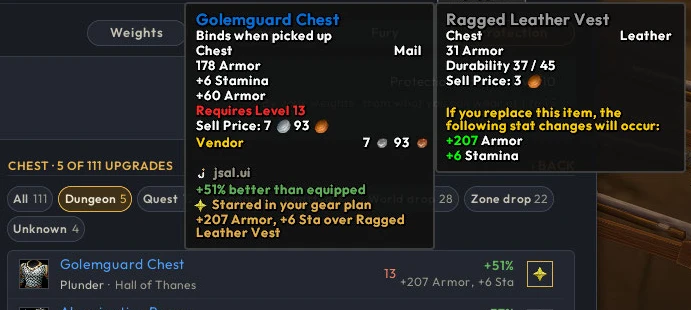 Weights
Fury
Golemguard Chest
Binds when picked up
Chest Mail
178 Armor
+6 Stamina
+60 Armor
Requires Level 13
Sell Price: 7 93
Vendor 7 93
jsal.ui
+51% better than equipped
Starred in your gear plan
+207 Armor, +6 Sta over Ragged
Leather Vest
Ragged Leather Vest
Chest Leather
31 Armor
Durability 37 / 45
Sell Price: 3
If you replace this item, the
following stat changes will occur:
+207 Armor
+6 Stamina
CHEST · 5 OF 111 UPGRADES
BACK
All 111
Dungeon 5
Quest
drop 28
Zone drop 22
Unknown 4
Golemguard Chest
Plunder · Hall of Thanes
13
+51%
+207 Armor, +6 Sta